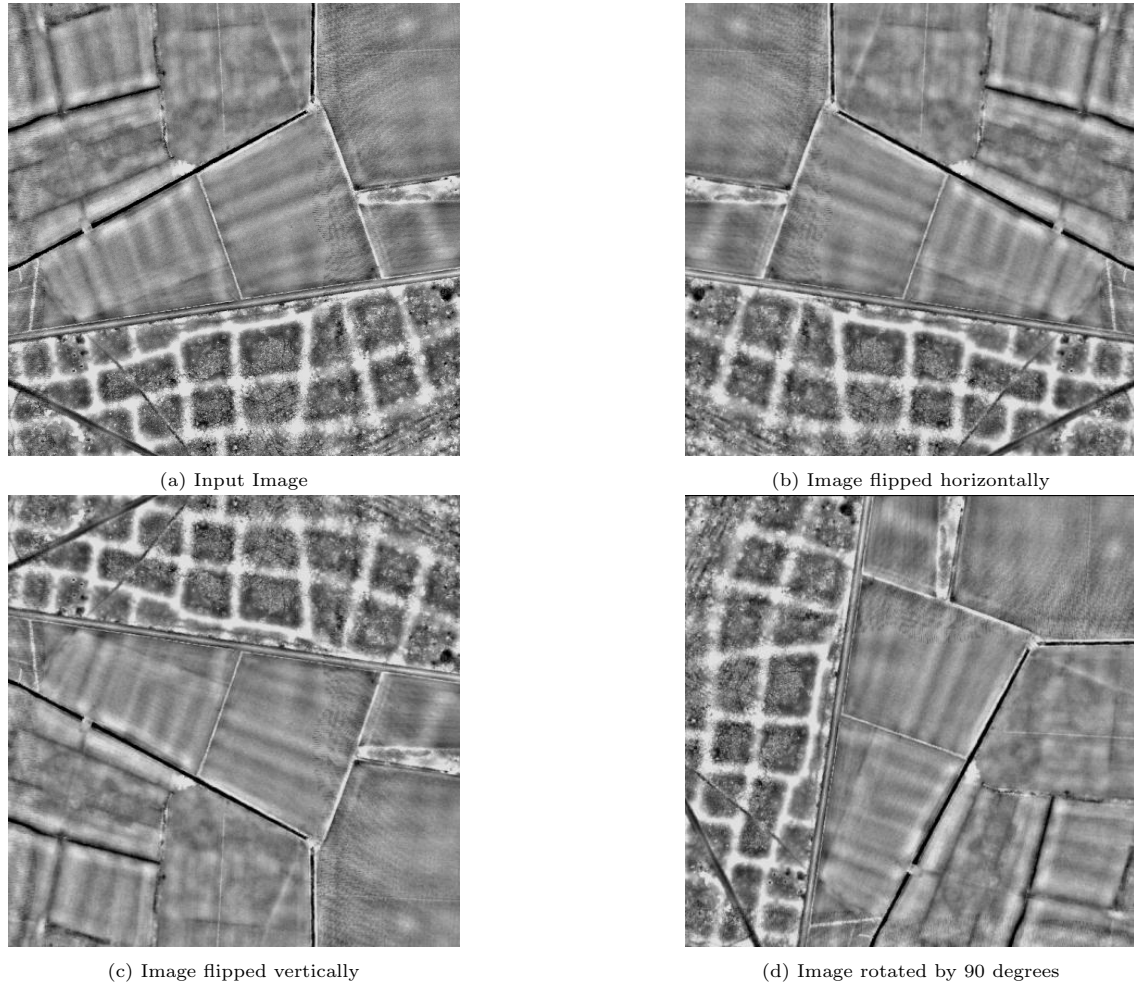 (a) Input Image
(b) Image flipped horizontally
(c) Image flipped vertically
(d) Image rotated by 90 degrees